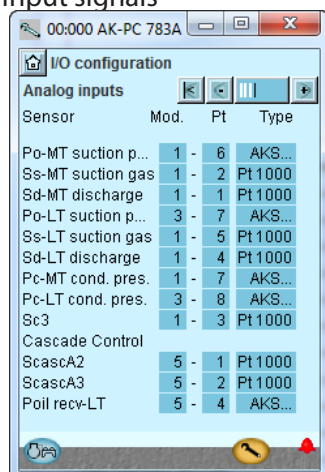 Input signals
00:000 AK-PC 783A
I/O configuration
Analog inputs
Sensor Mod. Pt Type
Po-MT suction p... 1 - 6 AKS...
Ss-MT suction gas 1 - 2 Pt1000
Sd-MT discharge 1 - 1 Pt1000
Po-LT suction p... 3 - 7 AKS...
Ss-LT suction gas 1 - 5 Pt1000
Sd-LT discharge 1 - 4 Pt1000
Pc-MT cond. pres. 1 - 7 AKS...
Pc-LT cond. pres. 3 - 8 AKS...
Sc3 1 - 3 Pt1000
Cascade Control
ScascA2 5 - 1 Pt1000
ScascA3 5 - 2 Pt1000
Poil recv-LT 5 - 4 AKS...